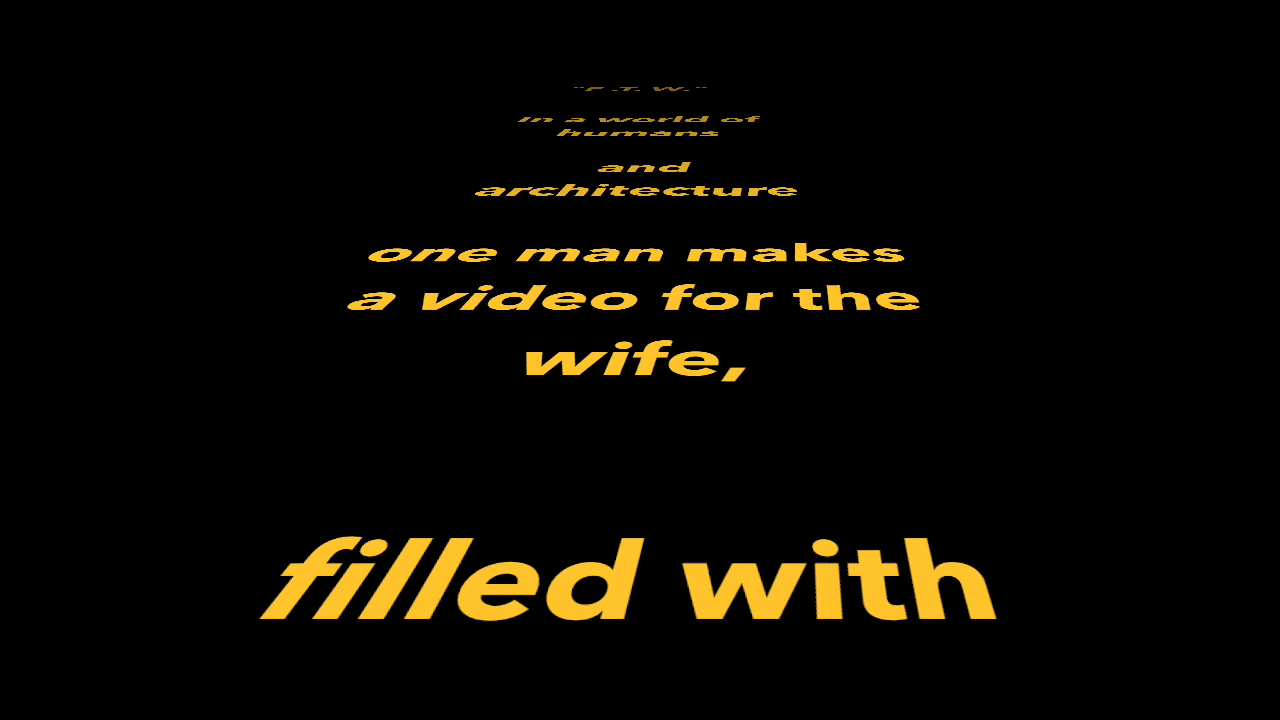 "F .T. W."
In a world of
humans
and
architecture
one man makes
a video for the
wife,
filled with